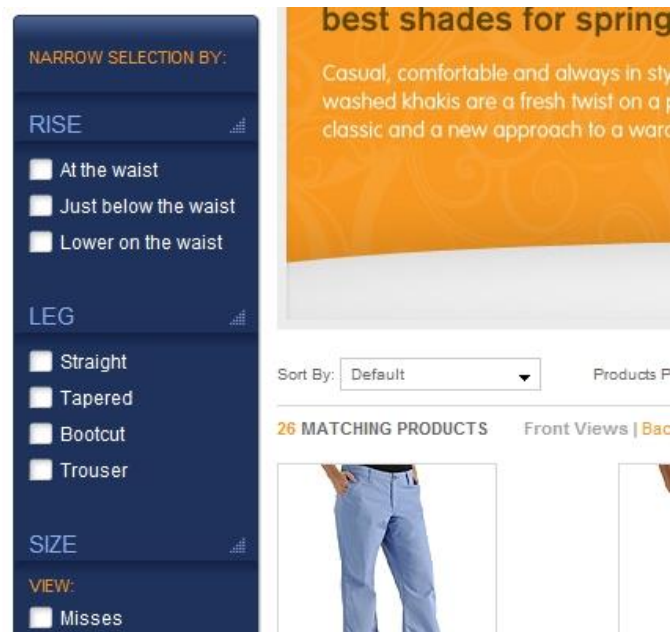 NARROW SELECTION BY:
RISE
At the waist
Just below the waist
Lower on the waist
LEG
Straight
Tapered
Bootcut
Trouser
SIZE
VIEW:
Misses
best shades for spring
Casual, comfortable and always in sty
washed khakis are a fresh twist on a p
classic and a new approach to a ward
Sort By: Default Products P
26 MATCHING PRODUCTS Front Views | Bac